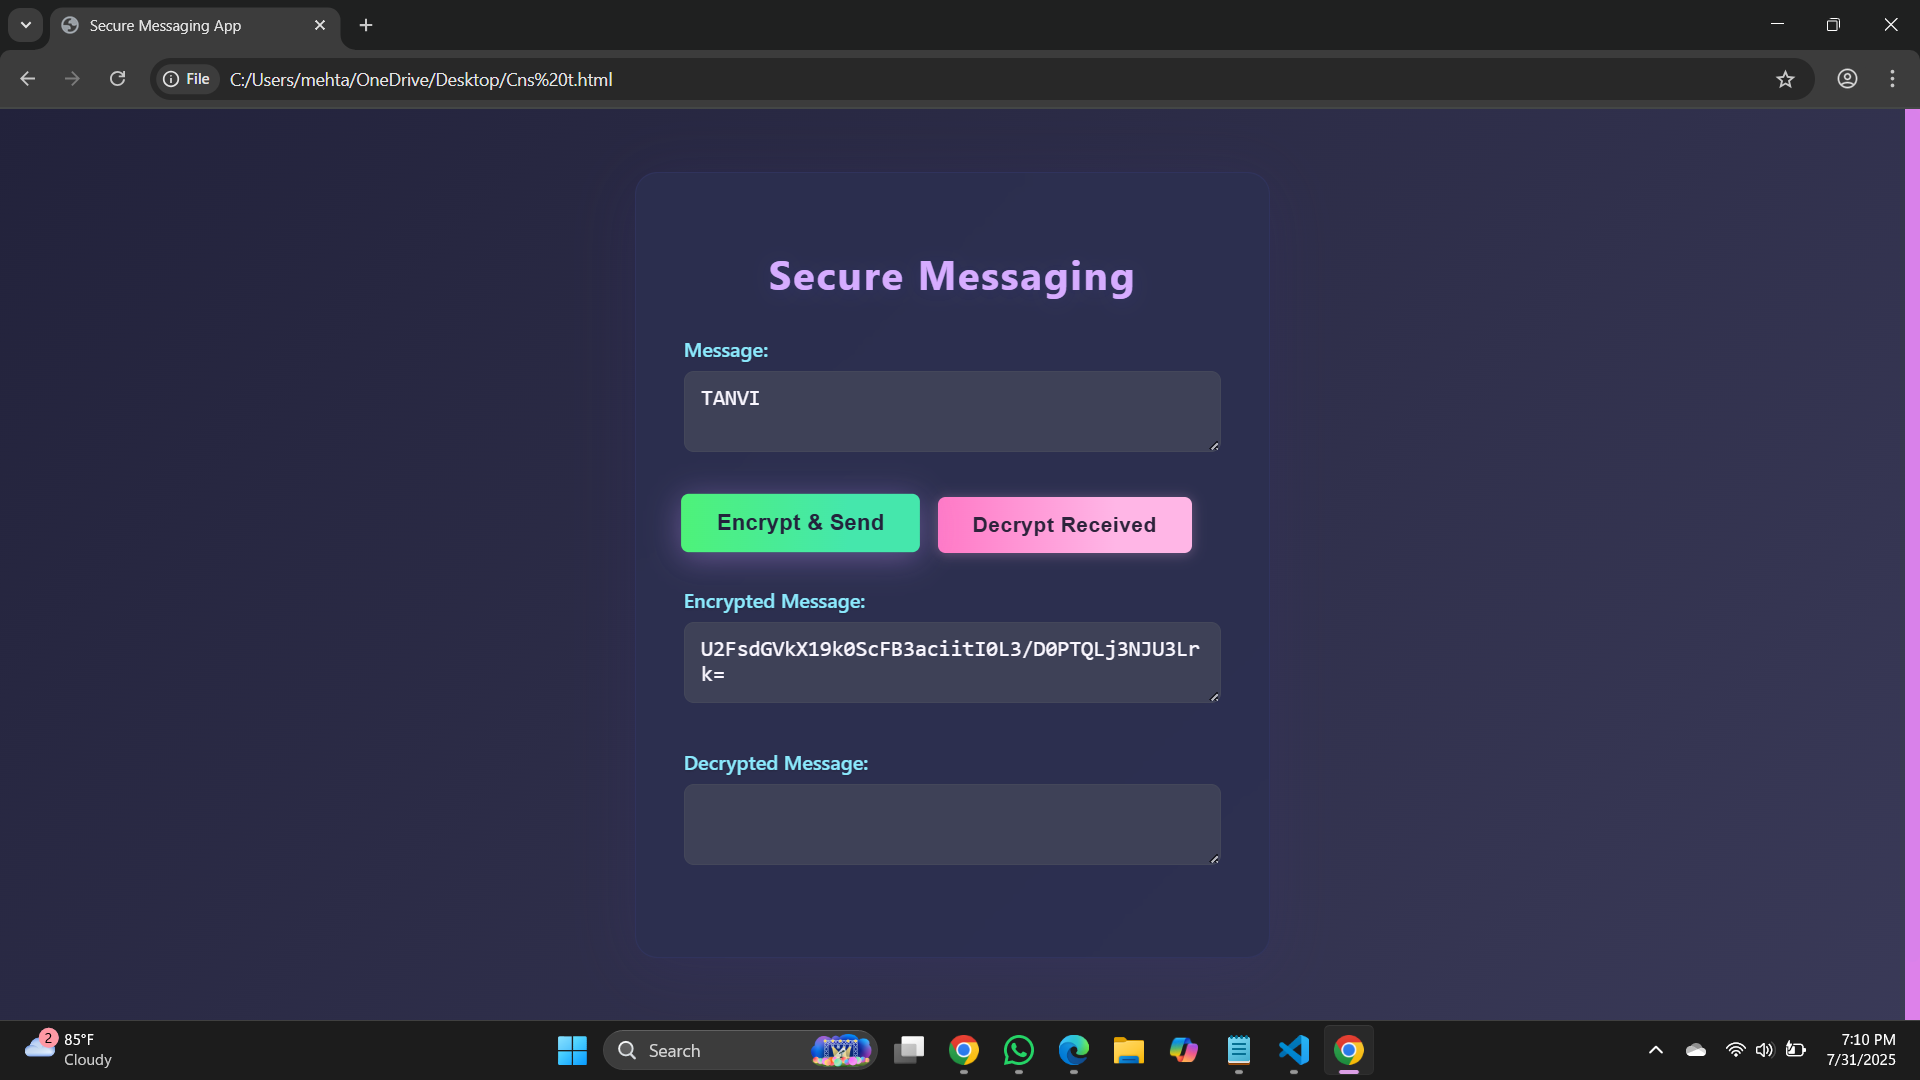 Secure Messaging App
File
C:/Users/mehta/OneDrive/Desktop/Cns%20t.html
Secure Messaging
Message:
TANVI
Encrypt & Send
Decrypt Received
Encrypted Message:
U2FsdGVkX19k0ScFB3aciitI0L3/D0PTQLj3NJU3Lr
k=
Decrypted Message:
2
85°F
Cloudy
Search
7:10 PM
7/31/2025